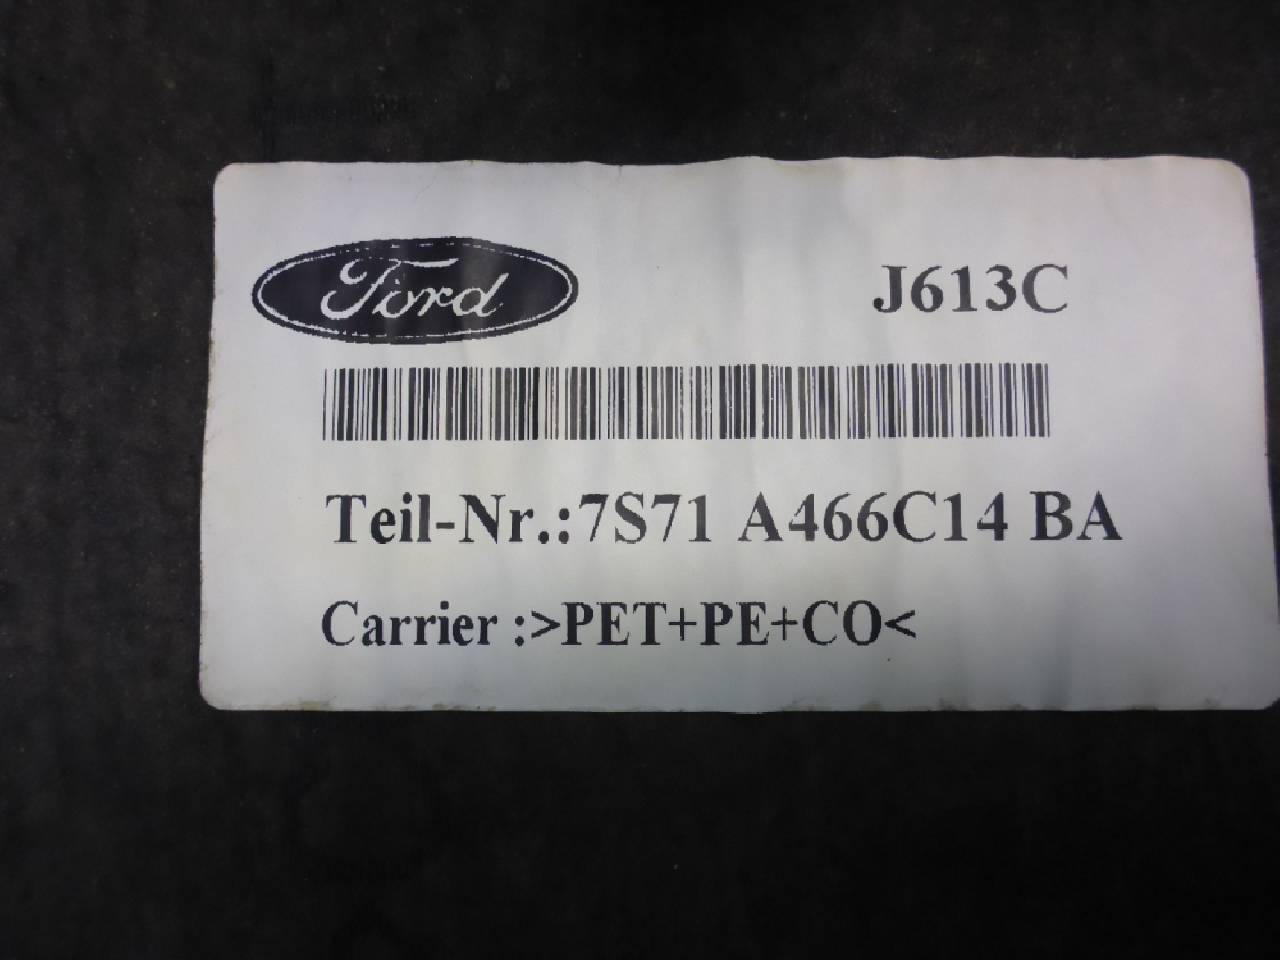 Ford
J613C
Teil-Nr.:7S71 A466C14 BA
Carrier :>PET+PE+CO<